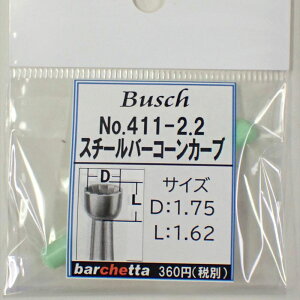 Busch
No.411-2.2
スチールバーコーンカーブ
D
L
サイズ
D:1.75
L:1.62
barchetta 360円(税別)